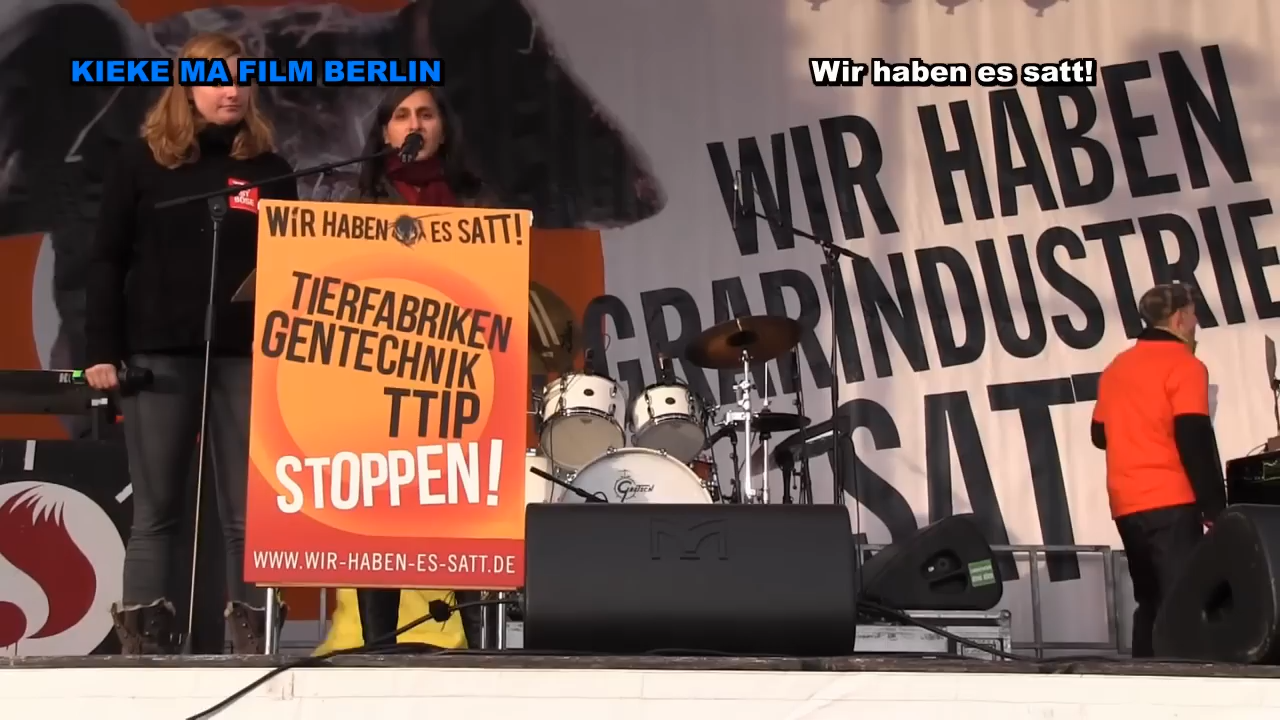 KIEKE MA FILM BERLIN
Wir haben es satt!
WIR HABEN
GRARINDUSTRIE
SATT
WIR HABEN ES SATT!
TIERFABRIKEN
GENTECHNIK
TTIP
STOPPEN!
WWW.WIR-HABEN-ES-SATT.DE
Gretsch